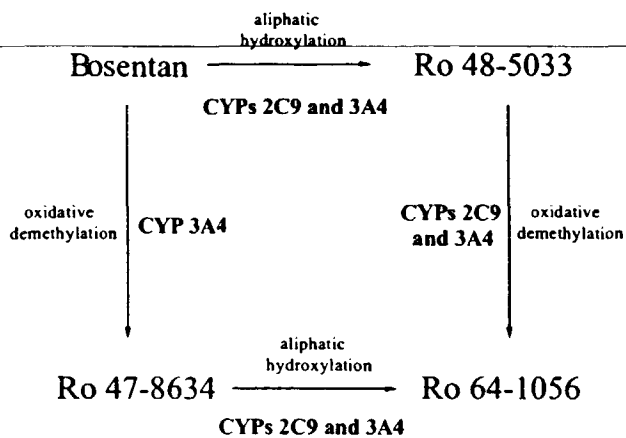 aliphatic
hydroxylation
Bosentan
Ro 48-5033
CYPs 2C9 and 3A4
oxidative
demethylation
CYP 3A4
CYPs 2C9
and 3A4
oxidative
demethylation
aliphatic
hydroxylation
Ro 47-8634
Ro 64-1056
CYPs 2C9 and 3A4